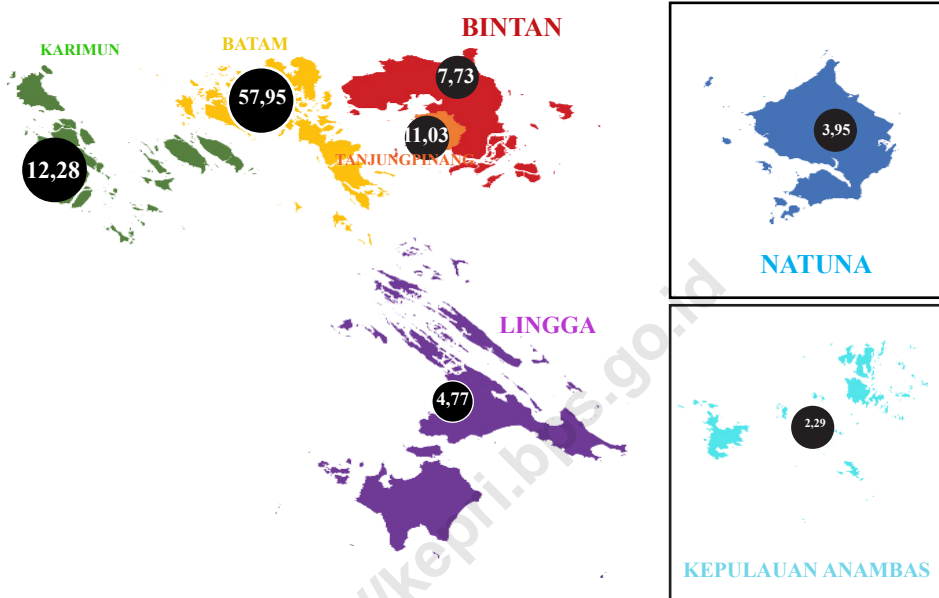 KARIMUN
BATAM
BINTAN
57,95
7,73
11,03
TANJUNGPINANG
12,28
3,95
NATUNA
LINGGA
4,77
2,29
KEPULAUAN ANAMBAS
//kepri.bps.go.id